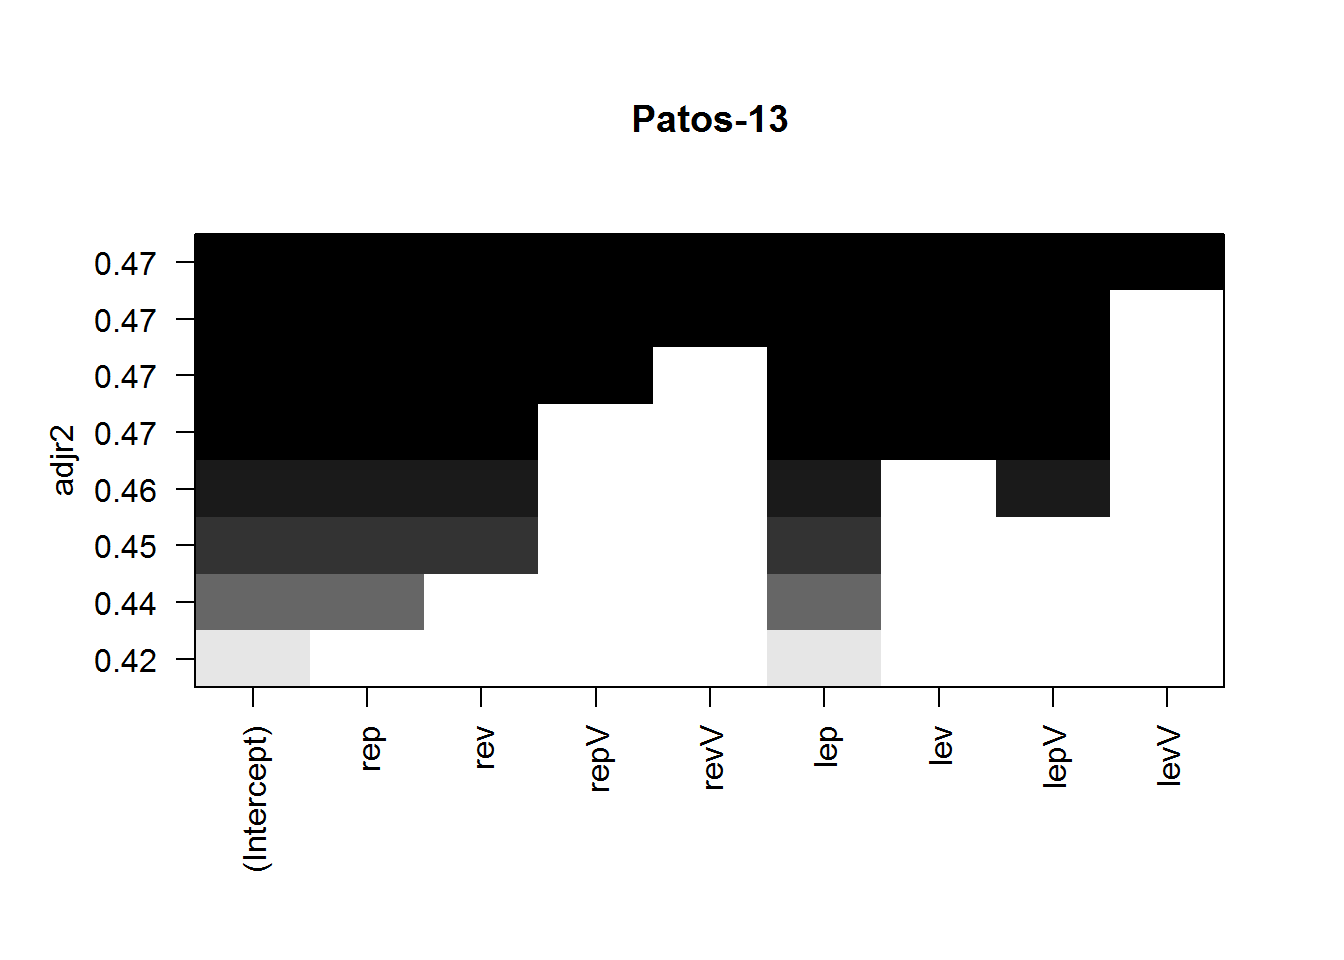 Patos-13
adjr2
0.47
0.47
0.47
0.47
0.46
0.45
0.44
0.42
(Intercept)
rep
rev
repV
revV
lep
lev
lepV
levV